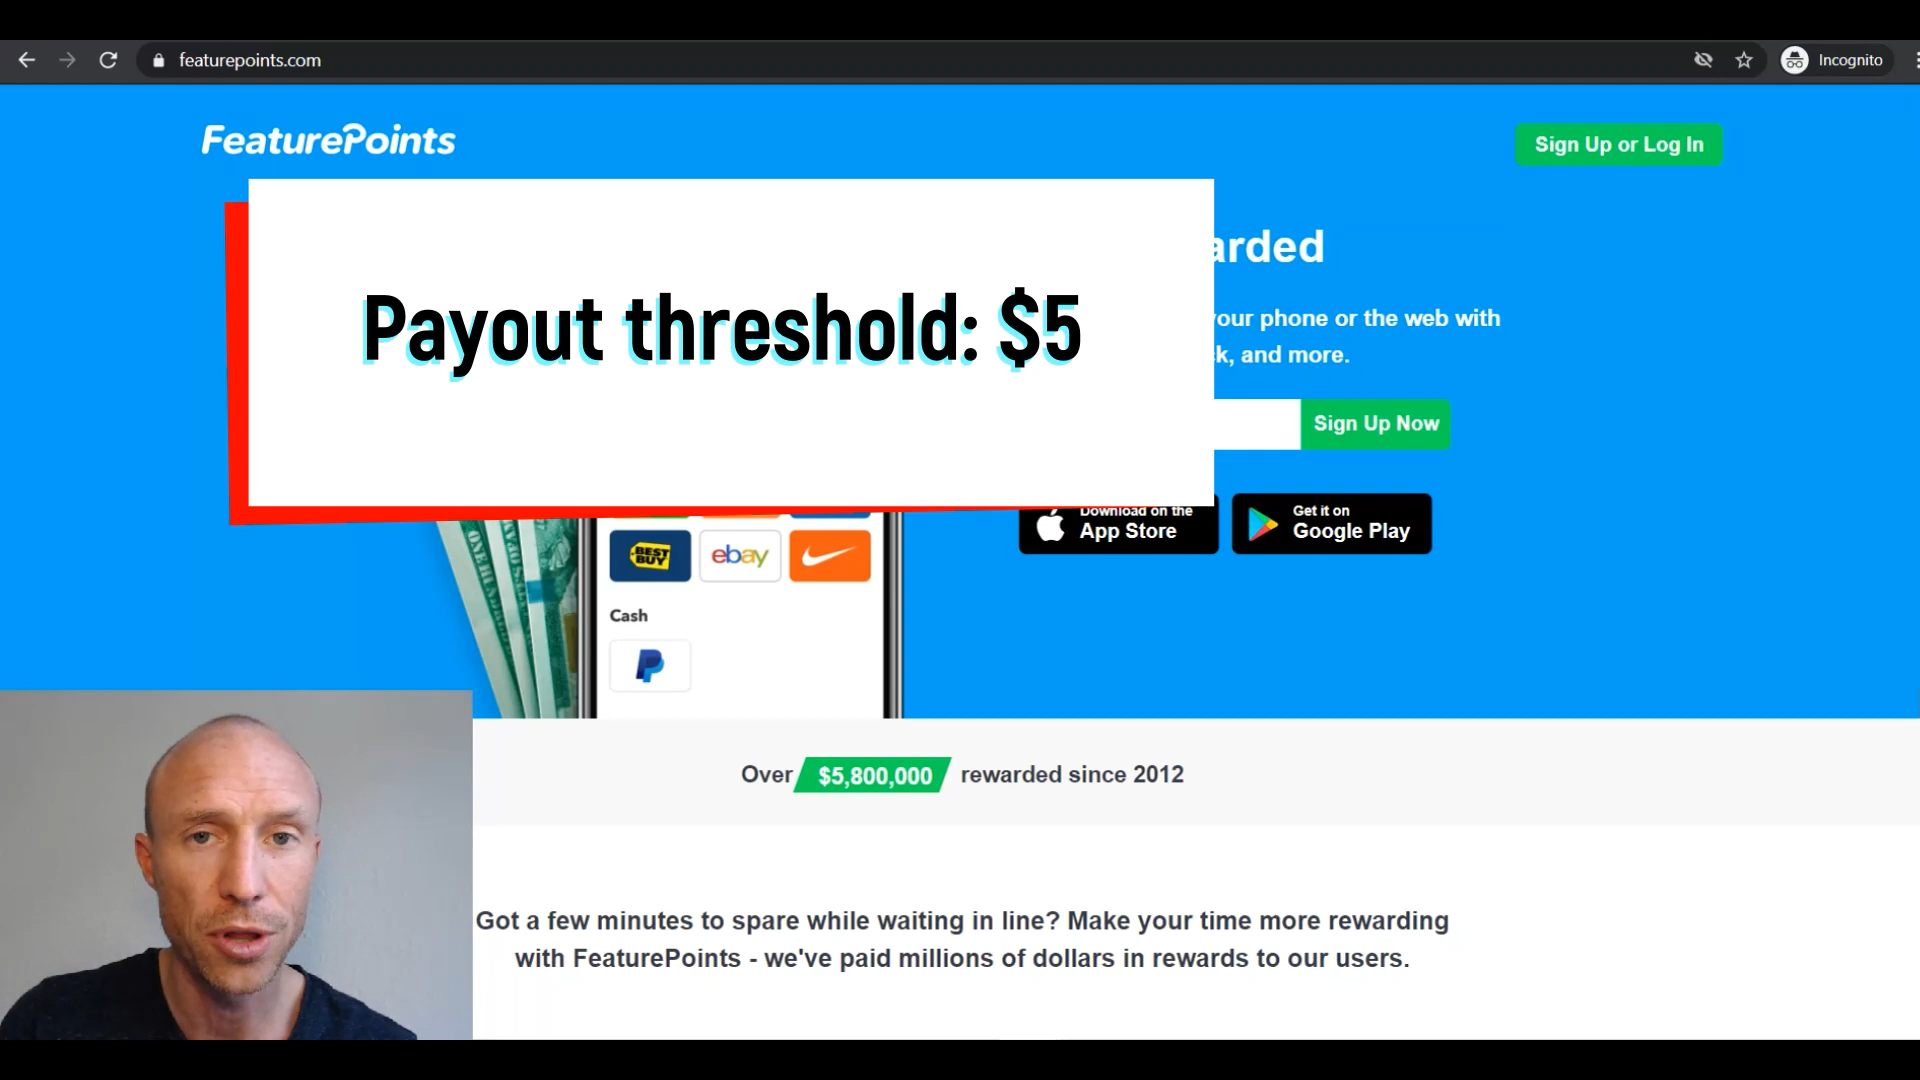 featurepoints.com
Incognito
FeaturePoints
Sign Up or Log In
arded
Payout threshold: $5
our phone or the web with
k, and more.
Sign Up Now
Download on the
App Store
Get it on
Google Play
BEST
BUY
ebay
Cash
Over $5,800,000 rewarded since 2012
Got a few minutes to spare while waiting in line? Make your time more rewarding
with FeaturePoints - we've paid millions of dollars in rewards to our users.